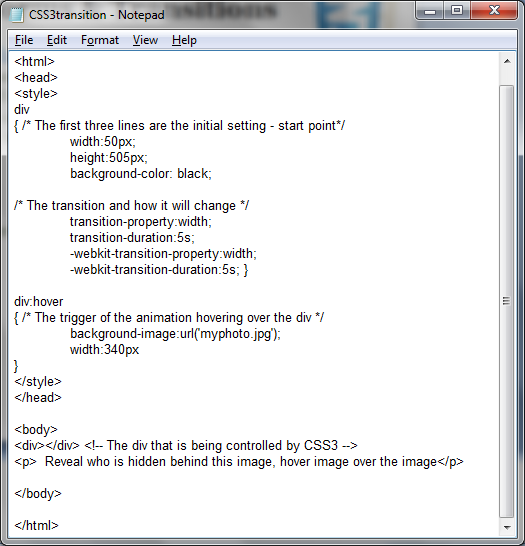 CSS3transition - Notepad
File Edit Format View Help
<html>
<head>
<style>
div
{ /* The first three lines are the initial setting - start point*/
width:50px;
height:505px;
background-color: black;
/* The transition and how it will change */
transition-property:width;
transition-duration:5s;
-webkit-transition-property:width;
-webkit-transition-duration:5s; }
div:hover
{ /* The trigger of the animation hovering over the div */
background-image:url('myphoto.jpg');
width:340px
}
</style>
</head>
<body>
<div></div> <!-- The div that is being controlled by CSS3 -->
<p>  Reveal who is hidden behind this image, hover image over the image</p>
</body>
</html>